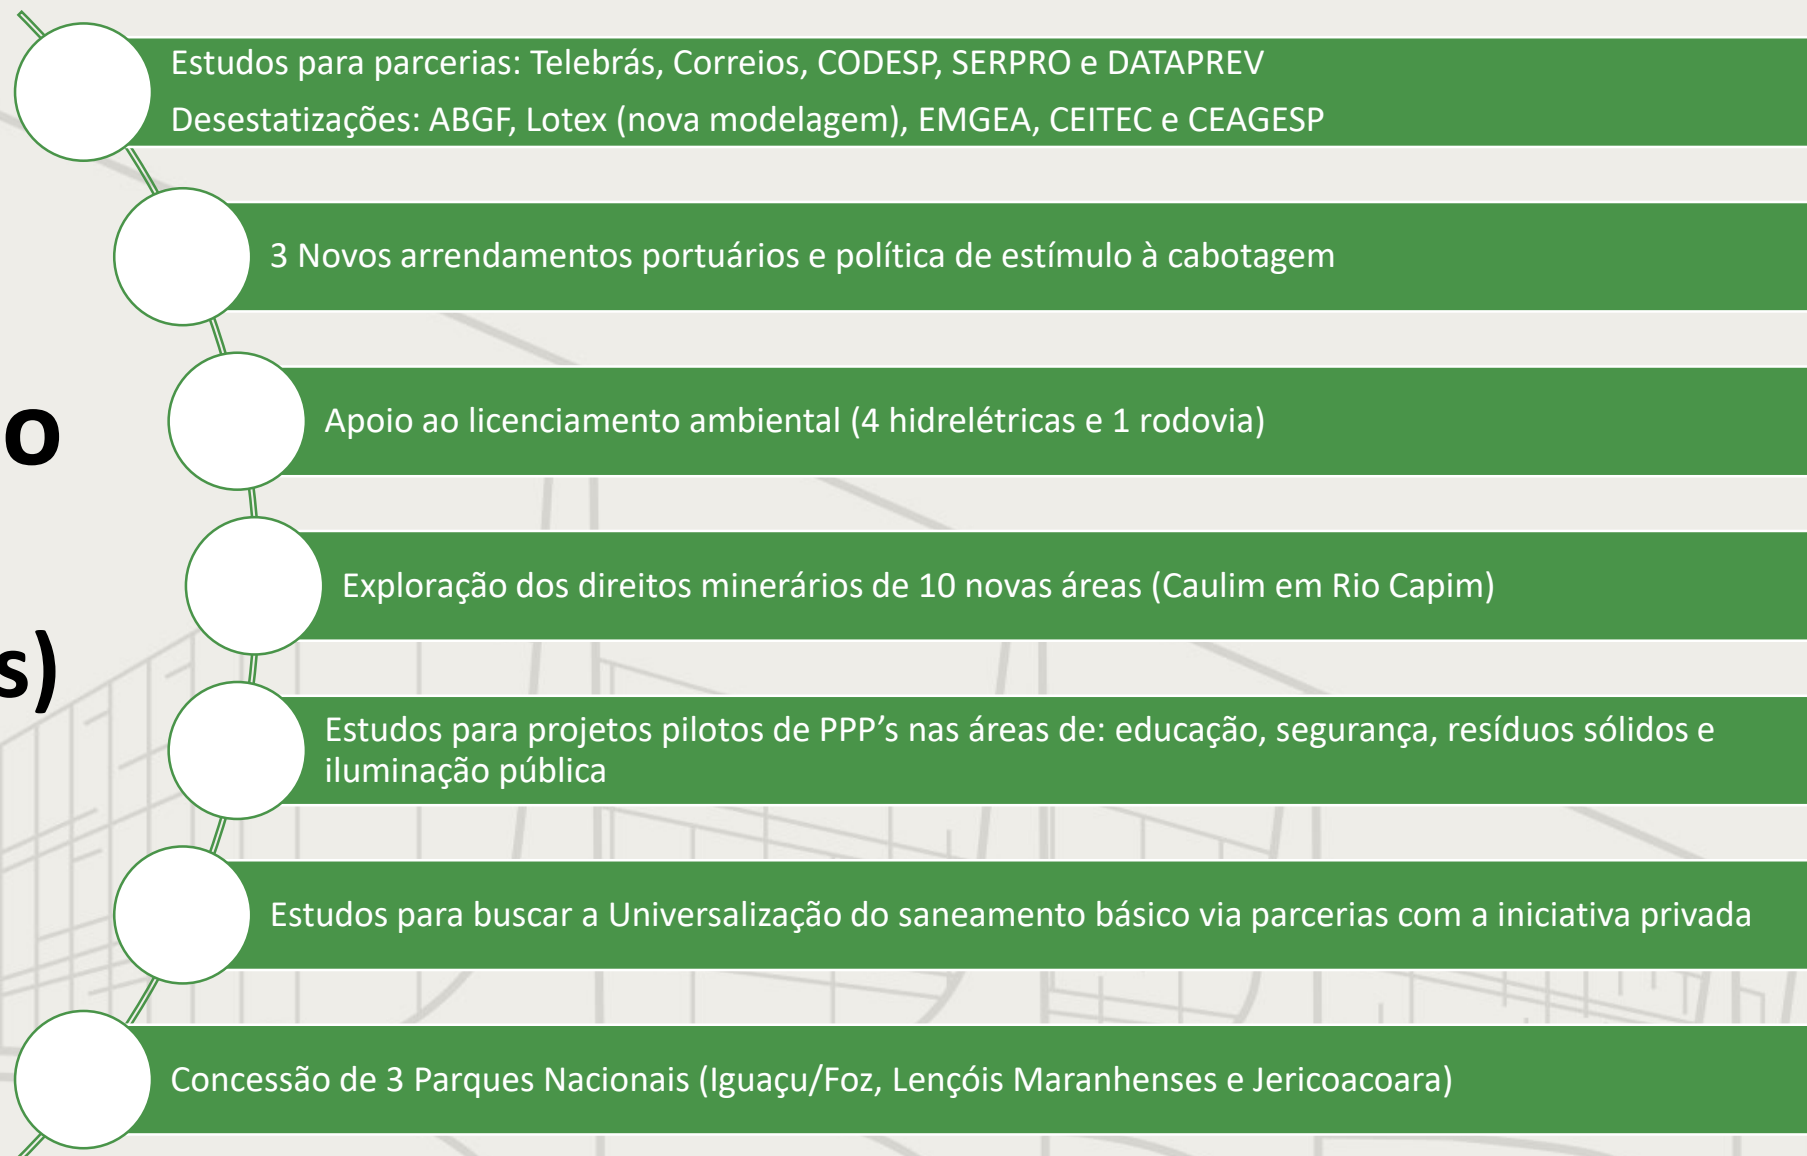 Estudos para parcerias: Telebrás, Correios, CODESP, SERPRO e DATAPREV
Desestatizações: ABGF, Lotex (nova modelagem), EMGEA, CEITEC e CEAGESP
3 Novos arrendamentos portuários e política de estímulo à cabotagem
o
Apoio ao licenciamento ambiental (4 hidrelétricas e 1 rodovia)
Exploração dos direitos minerários de 10 novas áreas (Caulim em Rio Capim)
s)
Estudos para projetos pilotos de PPP’s nas áreas de: educação, segurança, resíduos sólidos e
iluminação pública
Estudos para buscar a Universalização do saneamento básico via parcerias com a iniciativa privada
Concessão de 3 Parques Nacionais (Iguaçu/Foz, Lençóis Maranhenses e Jericoacoara)